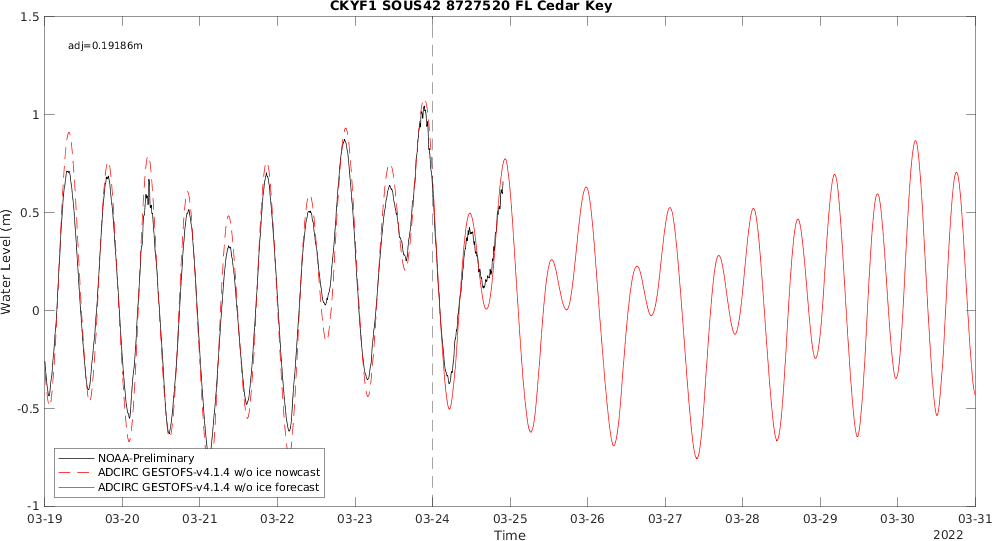 CKYF1 SOUS42 8727520 FL Cedar Key
1.5
adj=0.19186m
1
0.5
0
-0.5
-1
Water Level (m)
NOAA-Preliminary
ADCIRC GESTOFS-v4.1.4 w/o ice nowcast
ADCIRC GESTOFS-v4.1.4 w/o ice forecast
03-19 03-20 03-21 03-22 03-23 03-24 03-25 03-26 03-27 03-28 03-29 03-30 03-31
Time
2022